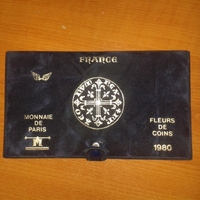 FRANCE
MONNAIE
DE
PARIS
FLEURS
DE
COINS
1980